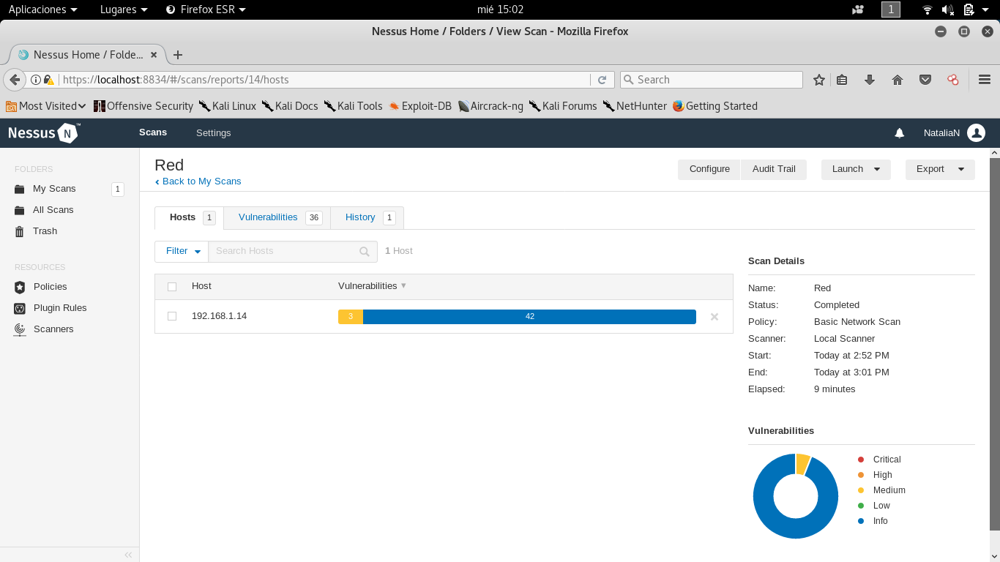 Aplicaciones Lugares Firefox ESR mié 15:02 1
Nessus Home / Folders / View Scan - Mozilla Firefox
Nessus Home / Folde...
https://localhost:8834/#/scans/reports/14/hosts Search
Most Visited Offensive Security Kali Linux Kali Docs Kali Tools Exploit-DB Aircrack-ng Kali Forums NetHunter Getting Started
Nessus N ™ Scans Settings NataliaN
FOLDERS
My Scans 1
All Scans
Trash
RESOURCES
Policies
Plugin Rules
Scanners
Red
Back to My Scans
Configure Audit Trail Launch Export
Hosts 1 Vulnerabilities 36 History 1
Filter Search Hosts 1 Host
Host Vulnerabilities
192.168.1.14 3 42
Scan Details
Name: Red
Status: Completed
Policy: Basic Network Scan
Scanner: Local Scanner
Start: Today at 2:52 PM
End: Today at 3:01 PM
Elapsed: 9 minutes
Vulnerabilities
Critical
High
Medium
Low
Info